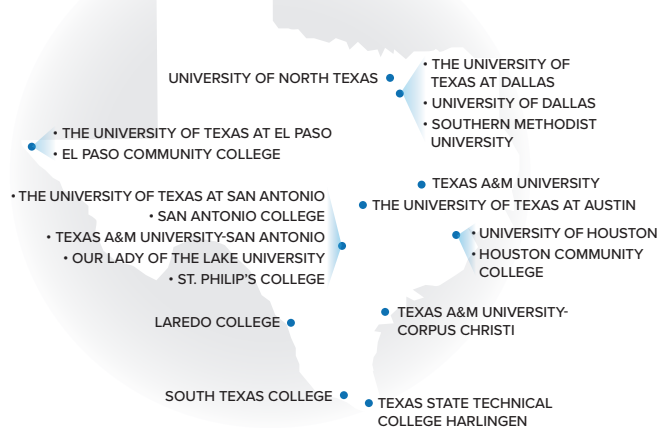 UNIVERSITY OF NORTH TEXAS
• THE UNIVERSITY OF
TEXAS AT DALLAS
• UNIVERSITY OF DALLAS
• SOUTHERN METHODIST
UNIVERSITY
• THE UNIVERSITY OF TEXAS AT EL PASO
• EL PASO COMMUNITY COLLEGE
TEXAS A&M UNIVERSITY
THE UNIVERSITY OF TEXAS AT AUSTIN
• THE UNIVERSITY OF TEXAS AT SAN ANTONIO
• SAN ANTONIO COLLEGE
• TEXAS A&M UNIVERSITY-SAN ANTONIO
• OUR LADY OF THE LAKE UNIVERSITY
• ST. PHILIP'S COLLEGE
• UNIVERSITY OF HOUSTON
• HOUSTON COMMUNITY
COLLEGE
LAREDO COLLEGE
TEXAS A&M UNIVERSITY-
CORPUS CHRISTI
SOUTH TEXAS COLLEGE
TEXAS STATE TECHNICAL
COLLEGE HARLINGEN